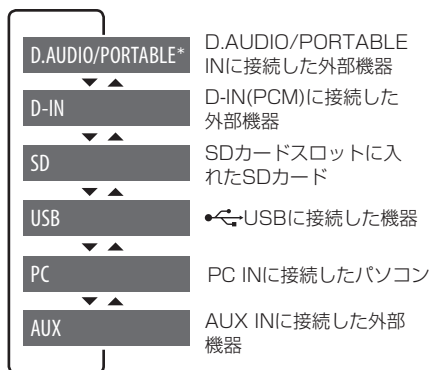 D.AUDIO/PORTABLE*
D.AUDIO/PORTABLE
INに接続した外部機器
D-IN
D-IN(PCM)に接続した
外部機器
SD
SDカードスロットに入
れたSDカード
USB
USBに接続した機器
PC
PC INに接続したパソコン
AUX
AUX INに接続した外部
機器